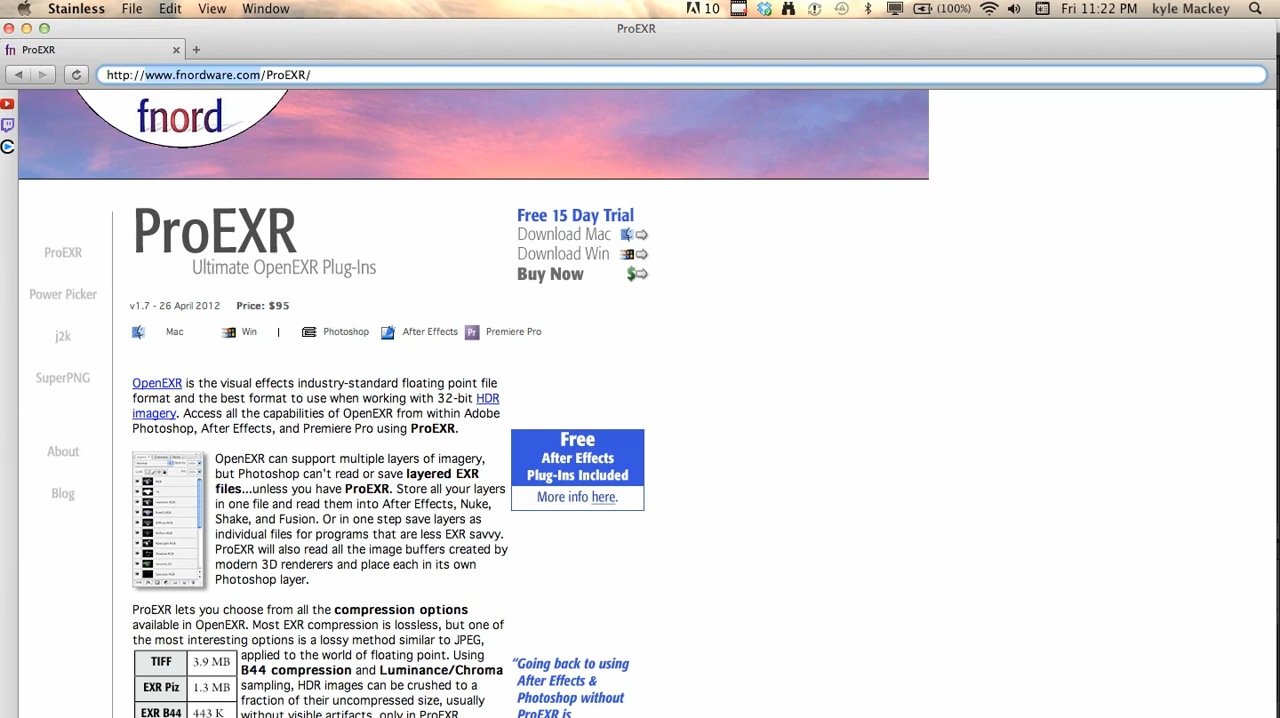 Stainless File Edit View Window 10 (100%) Fri 11:22 PM kyle Mackey
ProEXR
fn ProEXR
http://www.fnordware.com/ProEXR/
fnord
ProEXR
Ultimate OpenEXR Plug-Ins
Free 15 Day Trial
Download Mac
Download Win
Buy Now
ProEXR
Power Picker
j2k
SuperPNG
About
Blog
v1.7 - 26 April 2012 Price: $95
Mac Win | Photoshop After Effects Pr Premiere Pro
OpenEXR is the visual effects industry-standard floating point file
format and the best format to use when working with 32-bit HDR
imagery. Access all the capabilities of OpenEXR from within Adobe
Photoshop, After Effects, and Premiere Pro using ProEXR.
Free
After Effects
Plug-Ins Included
More info here.
OpenEXR can support multiple layers of imagery,
but Photoshop can't read or save layered EXR
files...unless you have ProEXR. Store all your layers
in one file and read them into After Effects, Nuke,
Shake, and Fusion. Or in one step save layers as
individual files for programs that are less EXR savvy.
ProEXR will also read all the image buffers created by
modern 3D renderers and place each in its own
Photoshop layer.
ProEXR lets you choose from all the compression options
available in OpenEXR. Most EXR compression is lossless, but one of
the most interesting options is a lossy method similar to JPEG,
applied to the world of floating point. Using
B44 compression and Luminance/Chroma
sampling, HDR images can be crushed to a
fraction of their uncompressed size, usually
without visible artifacts, only in ProEXR.
TIFF 3.9 MB
EXR Piz 1.3 MB
EXR B44 443 K
“Going back to using
After Effects &
Photoshop without
ProEXR is